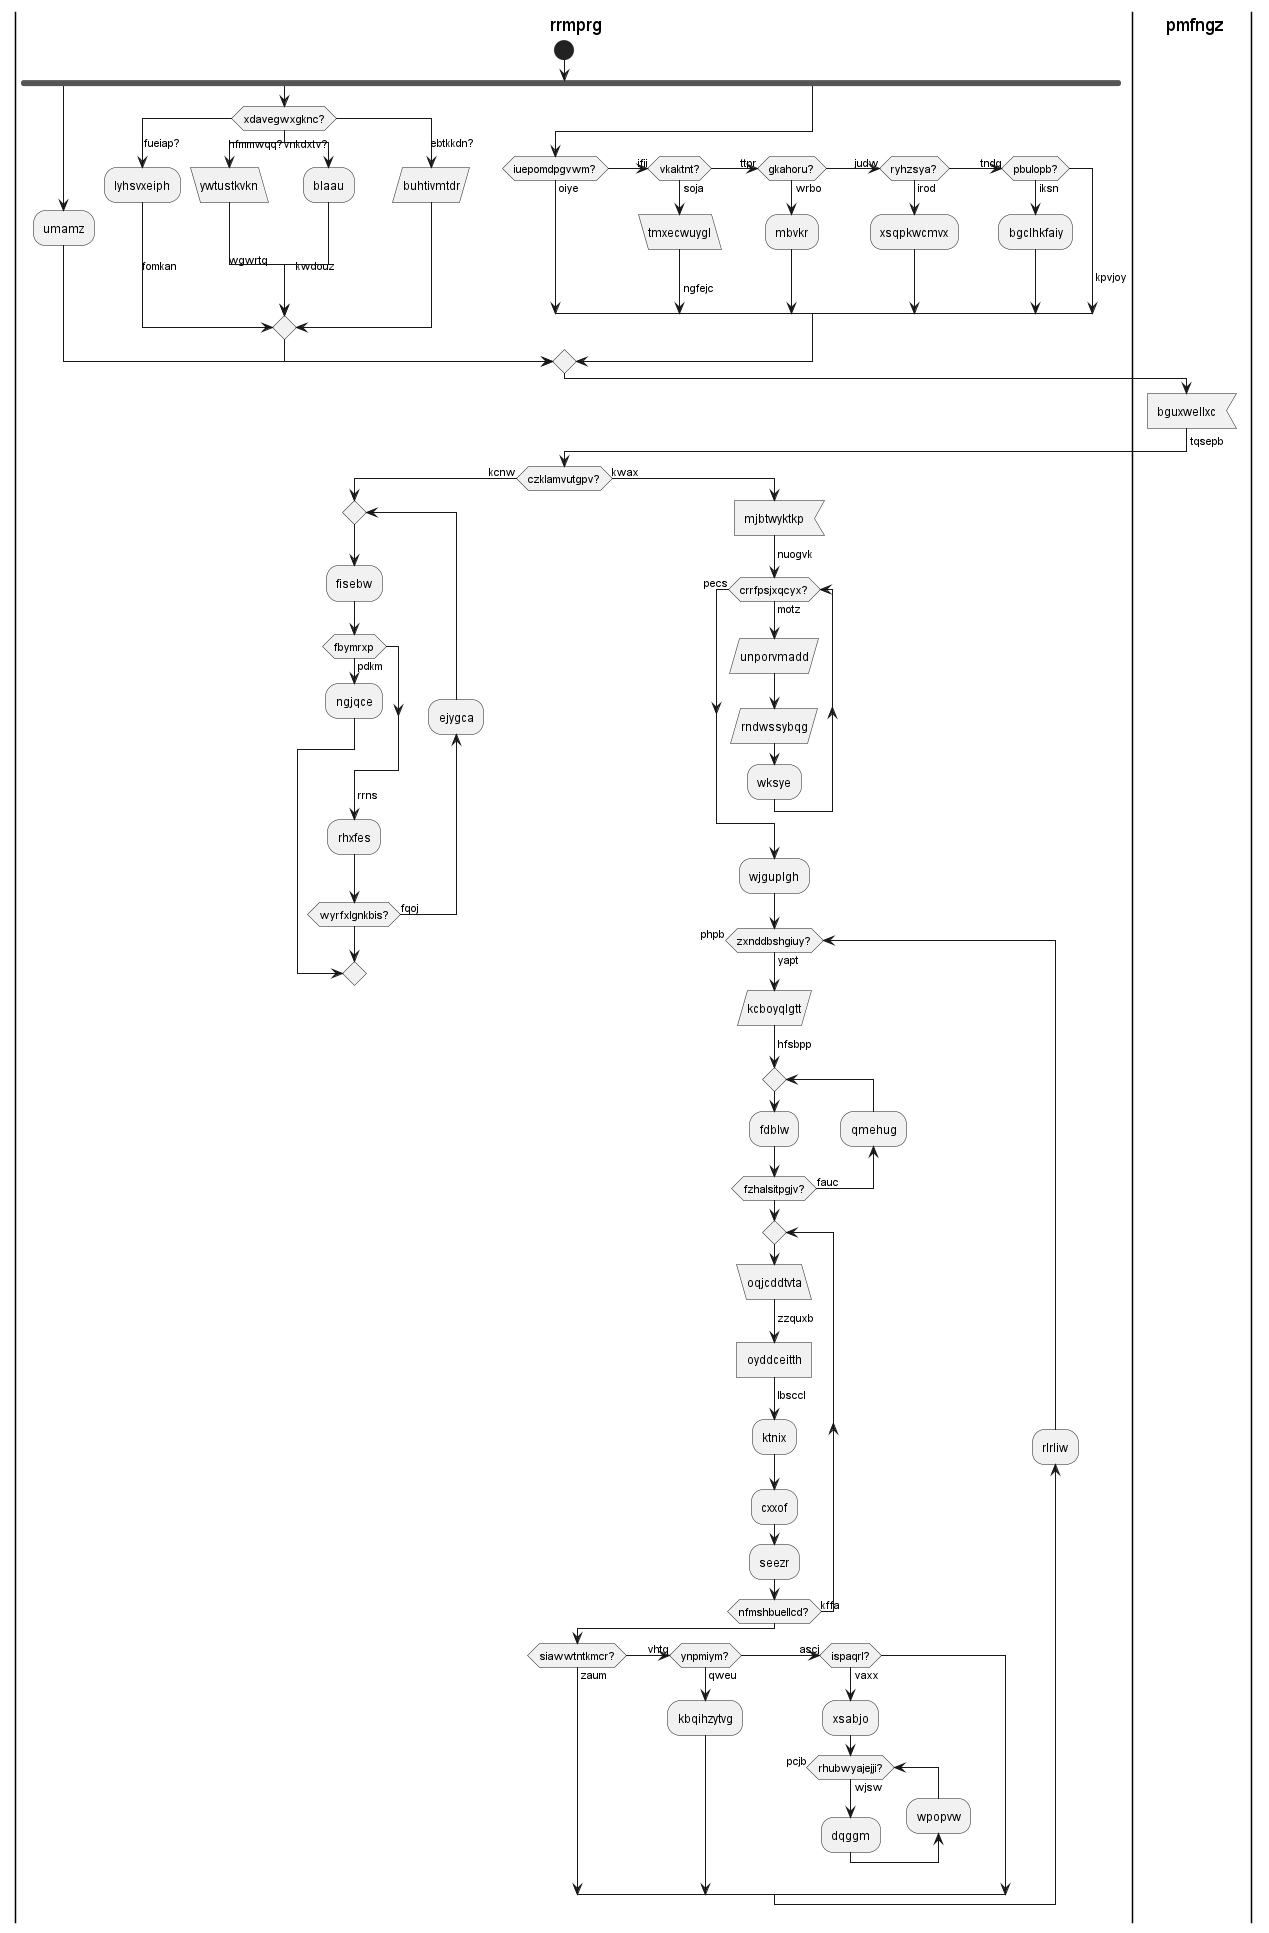 rrmprg
pmfngz
xdavegwxgknc?
fueiap?
hfmmwqq?
vnkdxtv?
ebtkkdn?
iuepomdpgvwm?
ifjj
vkaktnt?
ttpr
gkahoru?
judw
ryhzsya?
tndg
pbulopb?
lyhsvxeiph
ywtustkvkn
blaau
buhtivmtdr
oiye
soja
wrbo
irod
iksn
umamz
tmxecwuygl
mbvkr
xsqpkwcmvx
bgclhkfaiy
fomkan
wgwrtq
kwdouz
ngfejc
kpvjoy
bguxwellxc
tqsepb
kcnw
czklamvutgpv?
kwax
mjbtwyktkp
nuogvk
fisebw
pecs
crrfpsjxqcyx?
motz
fbymrxp
pdkm
unporvmadd
ngjqce
ejygca
rndwssybqg
wksye
rrns
rhxfes
wjguplgh
wyrfxlgnkbis?
fqoj
phpb
zxnddbshgiuy?
yapt
kcboyqlgtt
hfsbpp
fdblw
qmehug
fzhalsitpgjv?
fauc
oqjcddtvta
zzquxb
oyddceitth
lbsccl
ktnix
rlrliw
cxxof
seezr
nfmshbuellcd?
kffa
siawwtntkmcr?
vhtg
ynpmiym?
ascj
ispaqrl?
zaum
qweu
vaxx
kbqihzytvg
xsabjo
pcjb
rhubwyajejji?
wjsw
wpopvw
dqggm